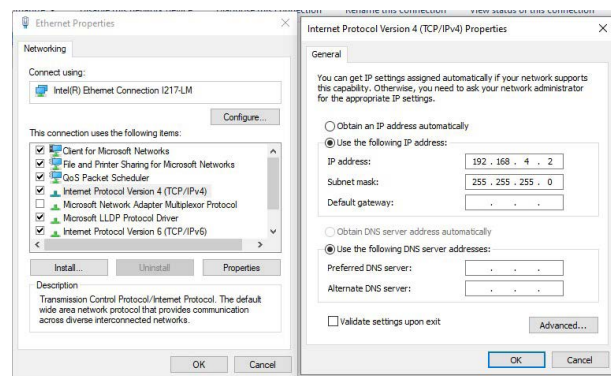 Ethernet Properties
Networking
Connect using:
Intel(R) Ethernet Connection I217-LM
Configure...
This connection uses the following items:
Client for Microsoft Networks
File and Printer Sharing for Microsoft Networks
QoS Packet Scheduler
Internet Protocol Version 4 (TCP/IPv4)
Microsoft Network Adapter Multiplexor Protocol
Microsoft LLDP Protocol Driver
Internet Protocol Version 6 (TCP/IPv6)
Install...
Uninstall
Properties
Description
Transmission Control Protocol/Internet Protocol. The default
wide area network protocol that provides communication
across diverse interconnected networks.
OK
Cancel
Rename this connection
View status of this connection
Internet Protocol Version 4 (TCP/IPv4) Properties
General
You can get IP settings assigned automatically if your network supports
this capability. Otherwise, you need to ask your network administrator
for the appropriate IP settings.
Obtain an IP address automatically
Use the following IP address:
IP address:
192 . 168 . 4 . 2
Subnet mask:
255 . 255 . 255 . 0
Default gateway:
. . .
Obtain DNS server address automatically
Use the following DNS server addresses:
Preferred DNS server:
. . .
Alternate DNS server:
. . .
Validate settings upon exit
Advanced...
OK
Cancel